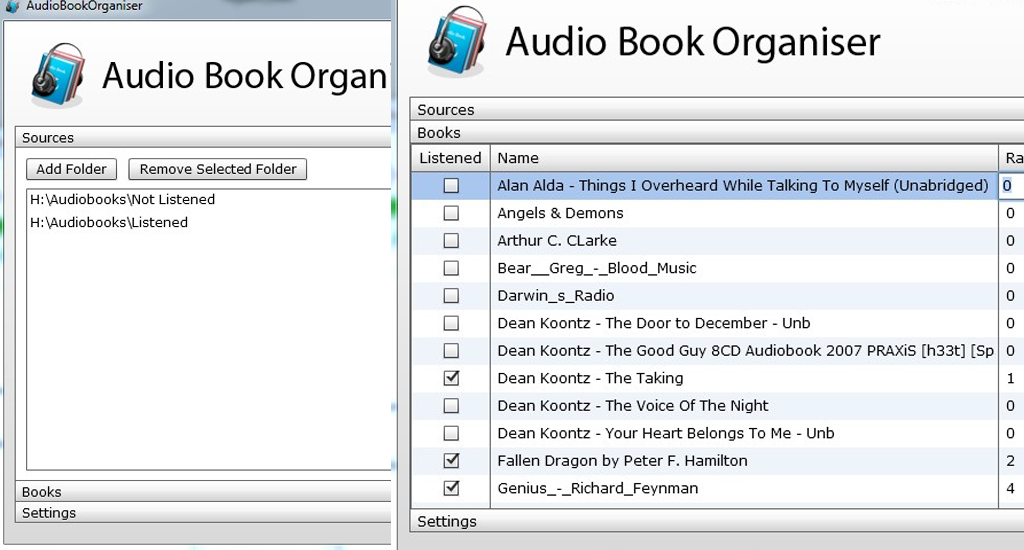 AudioBookOrganiser
Audio Book Organi
Sources
Add Folder Remove Selected Folder
H:\Audiobooks\Not Listened
H:\Audiobooks\Listened
Books
Settings
Audio Book Organiser
Sources
Books
Listened Name Ra
Alan Alda - Things I Overheard While Talking To Myself (Unabridged) 0
Angels & Demons 0
Arthur C. CLarke 0
Bear__Greg_-_Blood_Music 0
Darwin_s_Radio 0
Dean Koontz - The Door to December - Unb 0
Dean Koontz - The Good Guy 8CD Audiobook 2007 PRAXiS [h33t] [Sp 0
Dean Koontz - The Taking 1
Dean Koontz - The Voice Of The Night 0
Dean Koontz - Your Heart Belongs To Me - Unb 0
Fallen Dragon by Peter F. Hamilton 2
Genius_-_Richard_Feynman 4
Settings